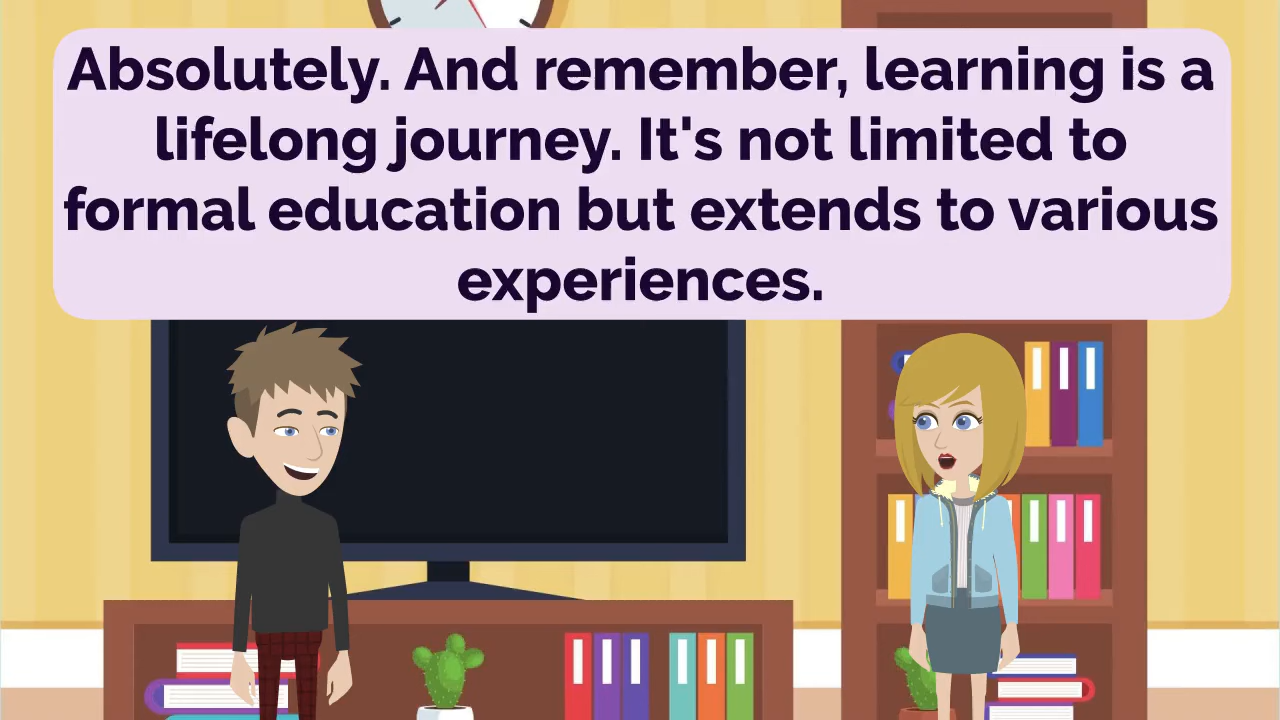 Absolutely. And remember, learning is a
lifelong journey. It's not limited to
formal education but extends to various
experiences.